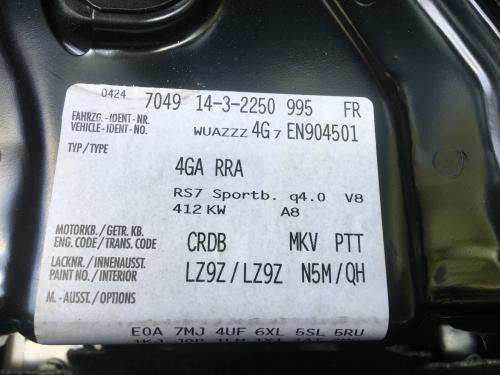 0424 7049 14-3-2250 995 FR
FAHRZG.-IDENT-NR.
VEHICLE-IDENT-NO. WUAZZZ 4G7 EN904501
TYP/TYPE 4GA RRA
RS7 Sportb. q4.0 V8
412 KW A8
MOTORKB./GETR. KB.
ENG. CODE/TRANS. CODE CRDB MKV PTT
LACKNR./INNENAUSST.
PAINT NO./INTERIOR LZ9Z/LZ9Z N5M/QH
M.-AUSST./OPTIONS
E0A 7MJ 4UF 6XL 5SL 5RU